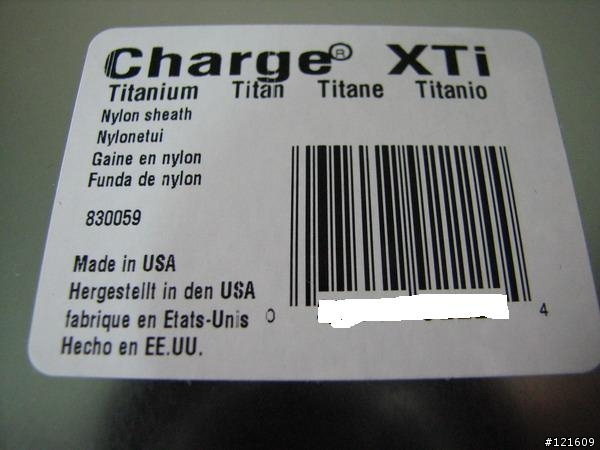 Charge® XTi
Titanium Titan Titane Titanio
Nylon sheath
Nylonetui
Gaine en nylon
Funda de nylon
830059
Made in USA
Hergestellt in den USA
fabrique en Etats-Unis
Hecho en EE.UU.
0 4
#121609